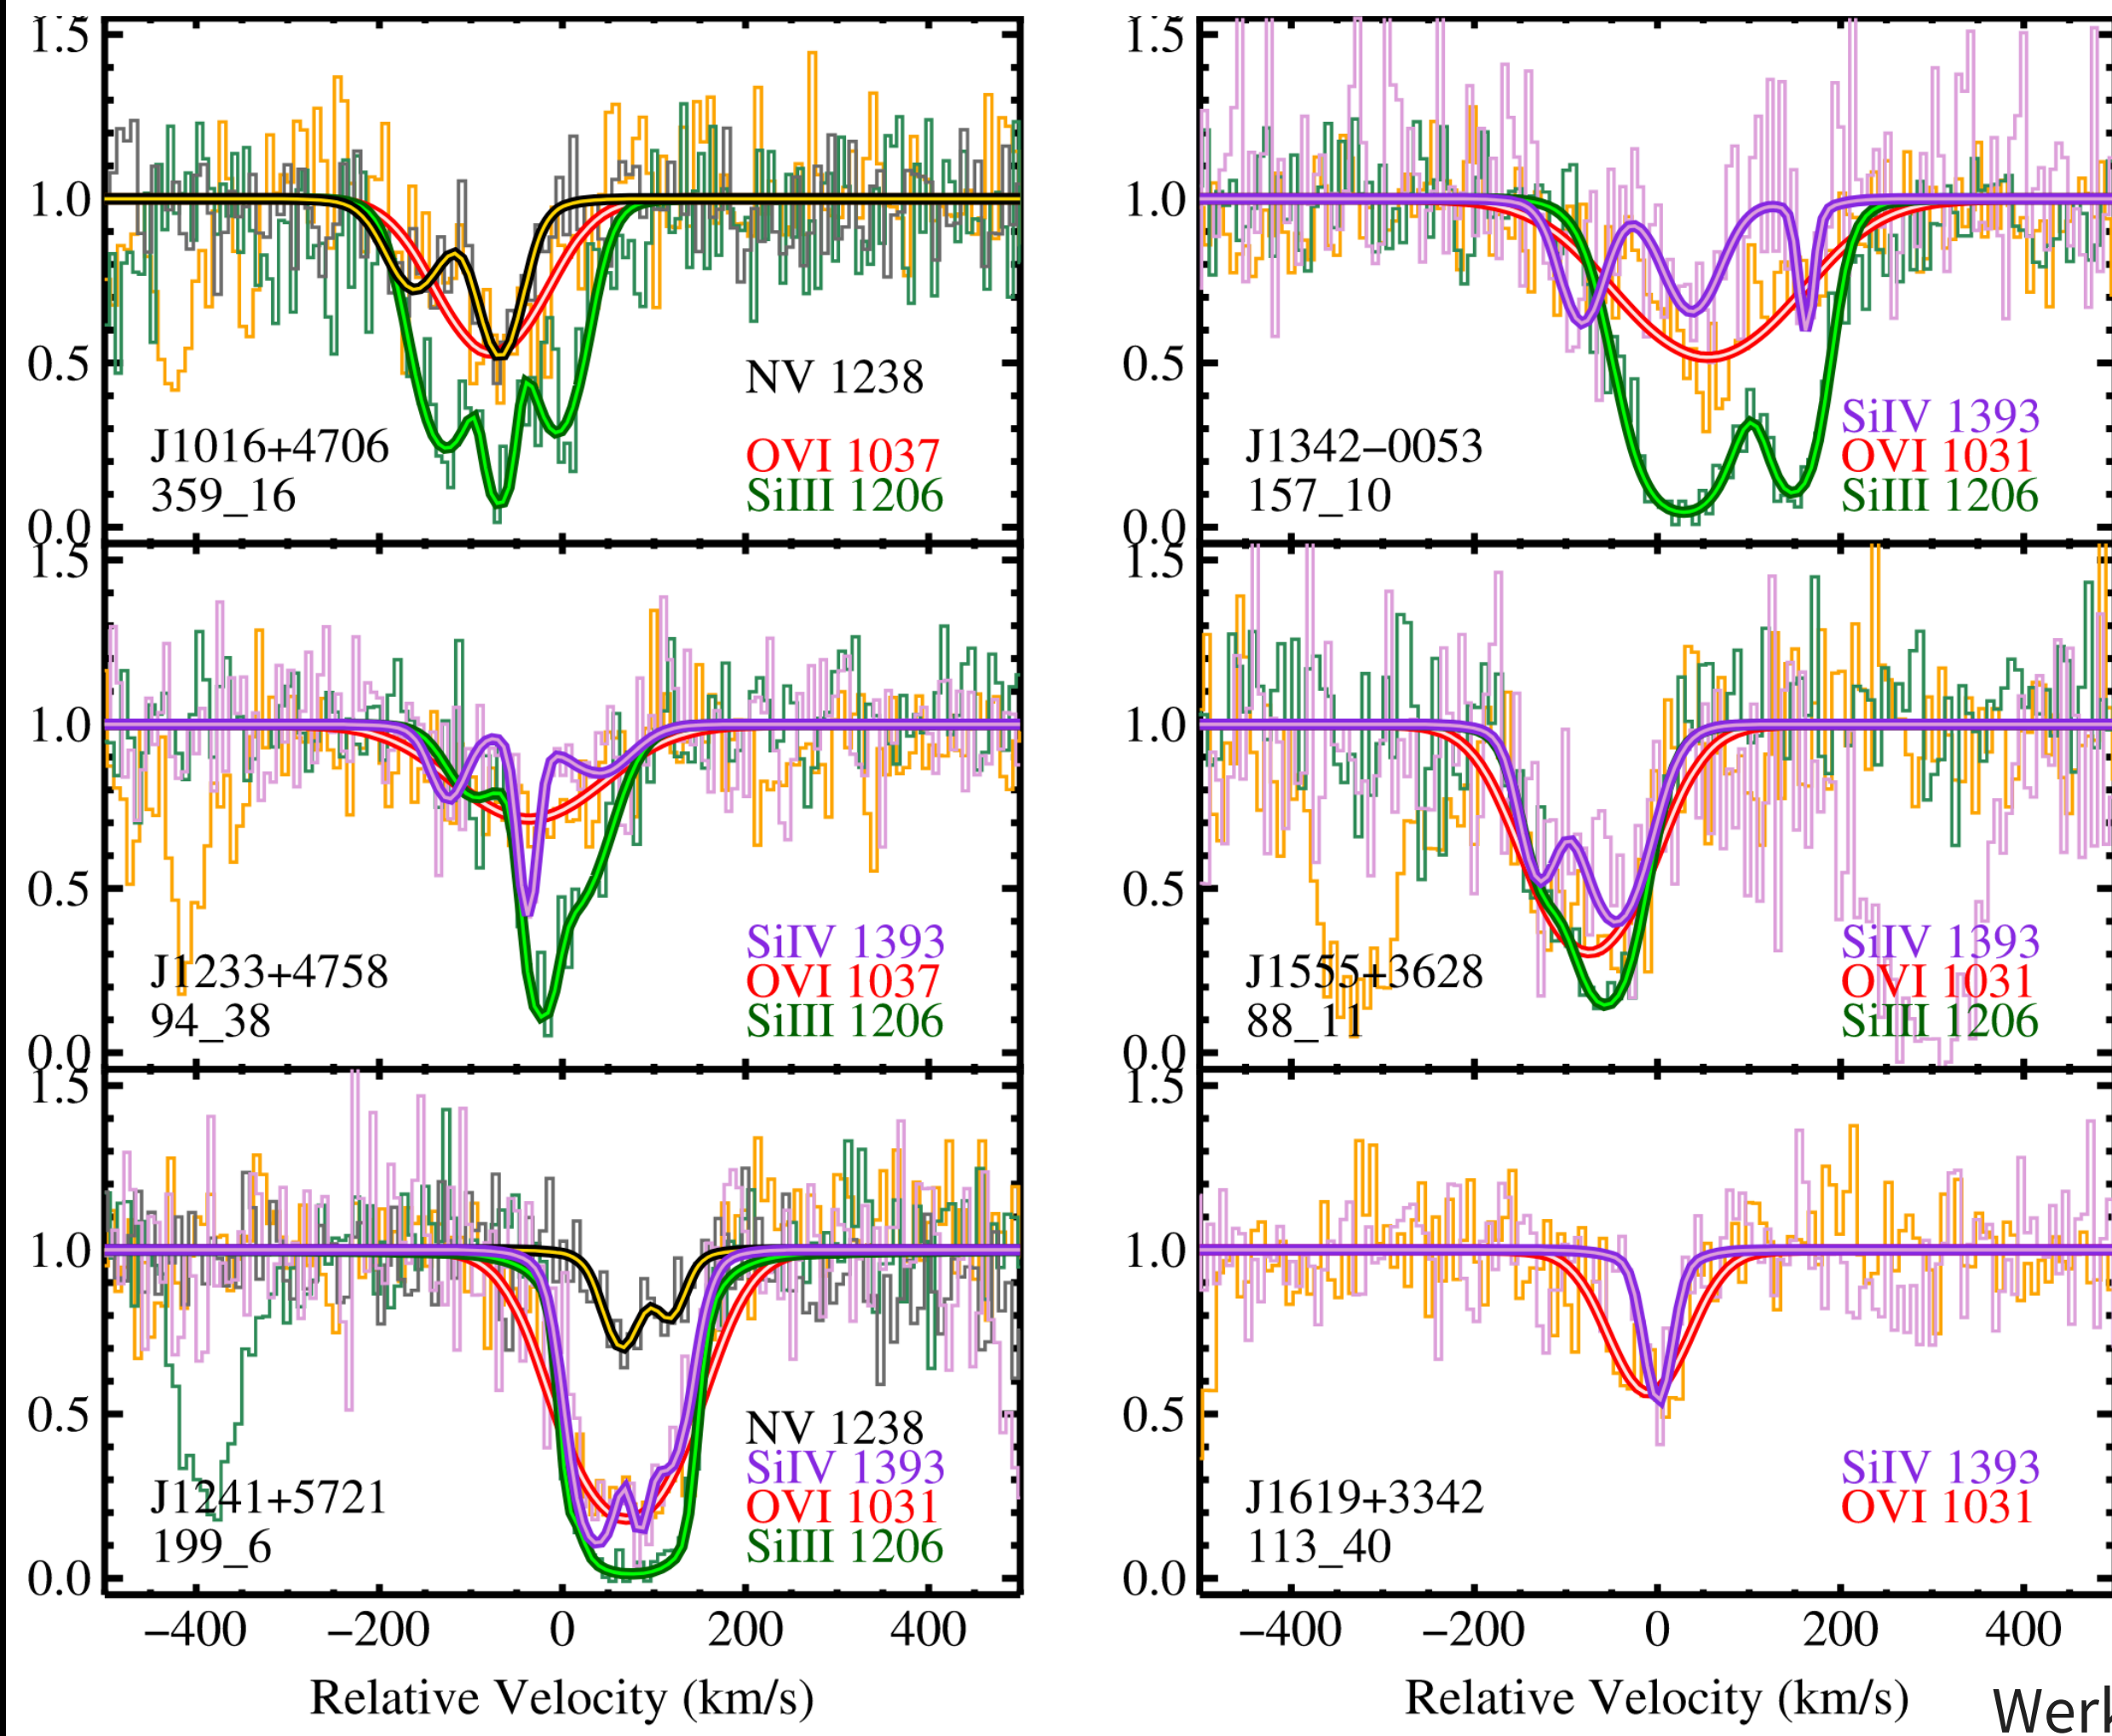 1.5
1.0
0.5
0.0
NV 1238
J1016+4706
OVI 1037
359_16
SiIII 1206
1.5
1.0
0.5
0.0
SiIV 1393
J1233+4758
OVI 1037
94_38
SiIII 1206
1.5
1.0
0.5
0.0
NV 1238
SiIV 1393
J1241+5721
OVI 1031
199_6
SiIII 1206
−400 −200 0 200 400
Relative Velocity (km/s)
1.5
1.0
0.5
0.0
SiIV 1393
J1342−0053
OVI 1031
157_10
SiIII 1206
1.5
1.0
0.5
0.0
SiIV 1393
J1555+3628
OVI 1031
88_11
SiIII 1206
1.5
1.0
0.5
0.0
SiIV 1393
J1619+3342
OVI 1031
113_40
−400 −200 0 200 400
Relative Velocity (km/s)